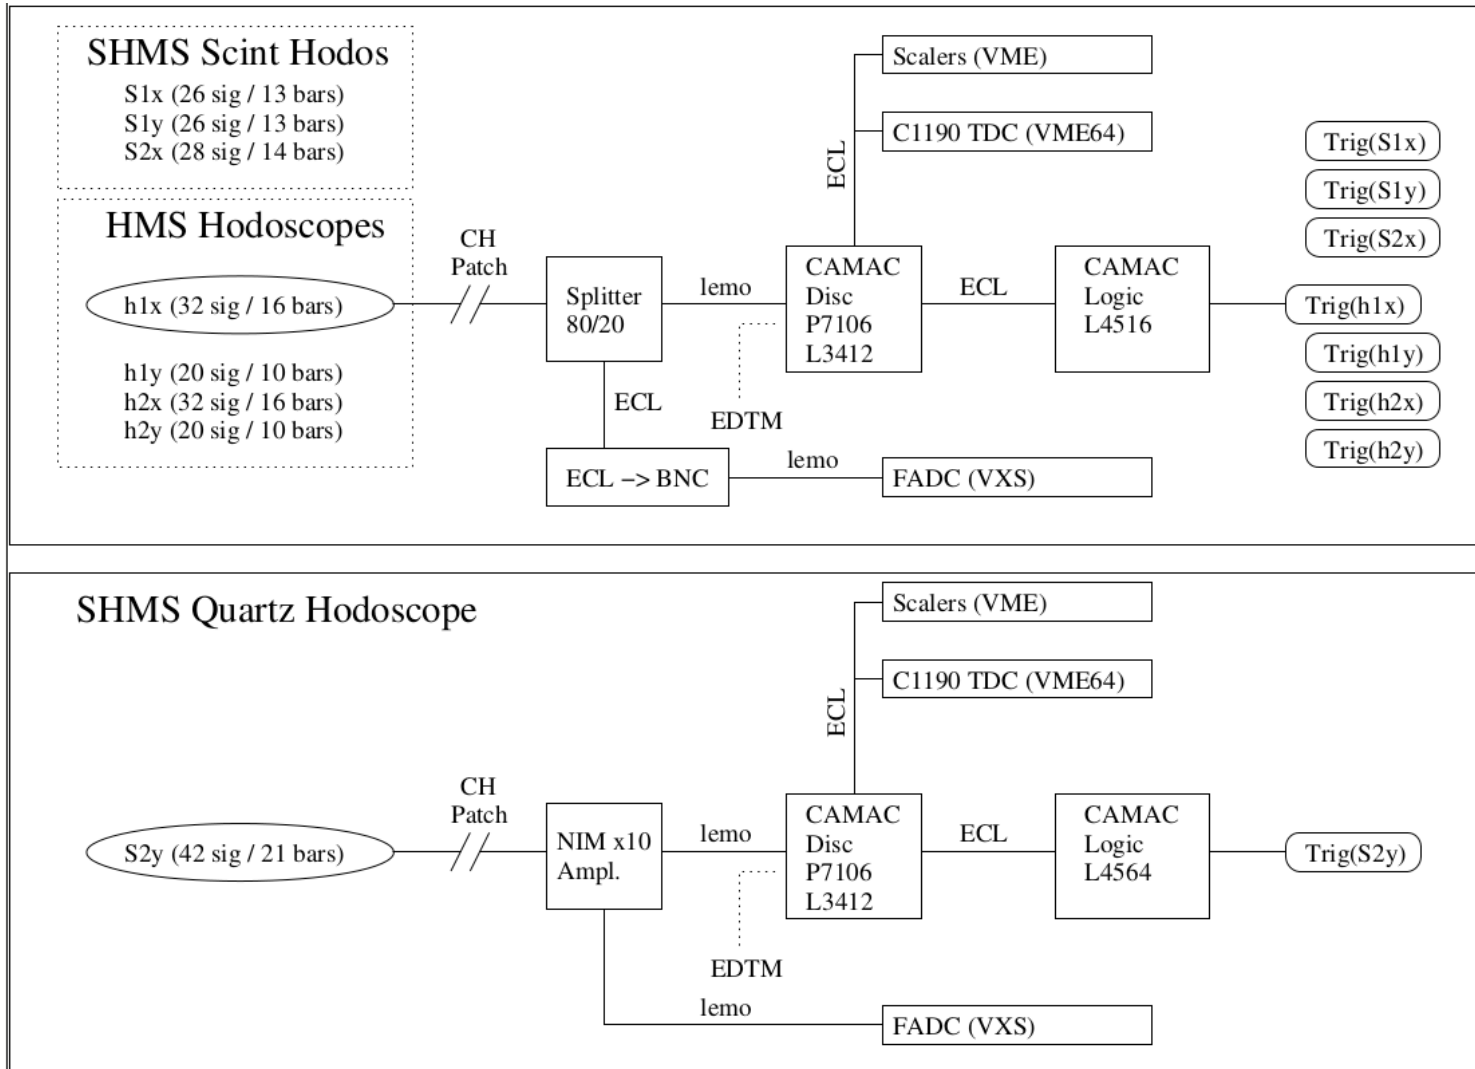 SHMS Scint Hodos
S1x (26 sig / 13 bars)
S1y (26 sig / 13 bars)
S2x (28 sig / 14 bars)
HMS Hodoscopes
h1x (32 sig / 16 bars)
h1y (20 sig / 10 bars)
h2x (32 sig / 16 bars)
h2y (20 sig / 10 bars)
CH
Patch
Splitter
80/20
lemo
ECL
ECL −> BNC
lemo
FADC (VXS)
EDTM
CAMAC
Disc
P7106
L3412
ECL
Scalers (VME)
C1190 TDC (VME64)
ECL
CAMAC
Logic
L4516
Trig(S1x)
Trig(S1y)
Trig(S2x)
Trig(h1x)
Trig(h1y)
Trig(h2x)
Trig(h2y)
SHMS Quartz Hodoscope
S2y (42 sig / 21 bars)
CH
Patch
NIM x10
Ampl.
lemo
EDTM
lemo
FADC (VXS)
CAMAC
Disc
P7106
L3412
ECL
Scalers (VME)
C1190 TDC (VME64)
ECL
CAMAC
Logic
L4564
Trig(S2y)